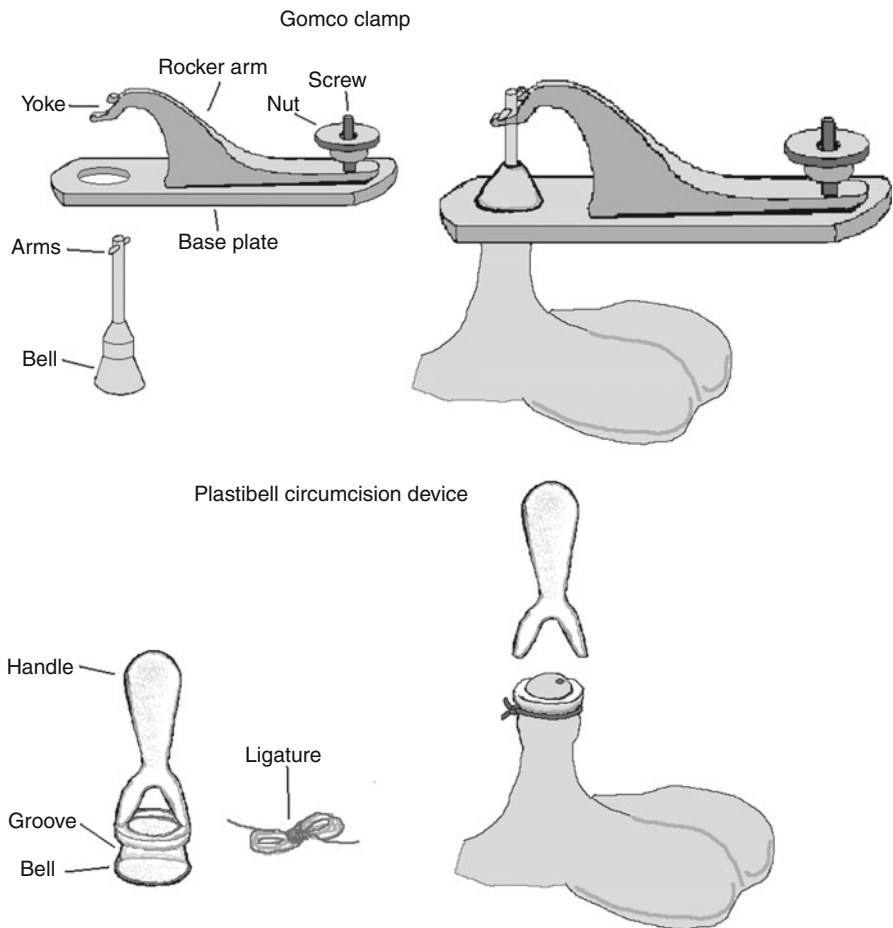 Gomco clamp
Rocker arm
Screw
Yoke
Nut
Base plate
Arms
Bell
Plastibell circumcision device
Handle
Ligature
Groove
Bell